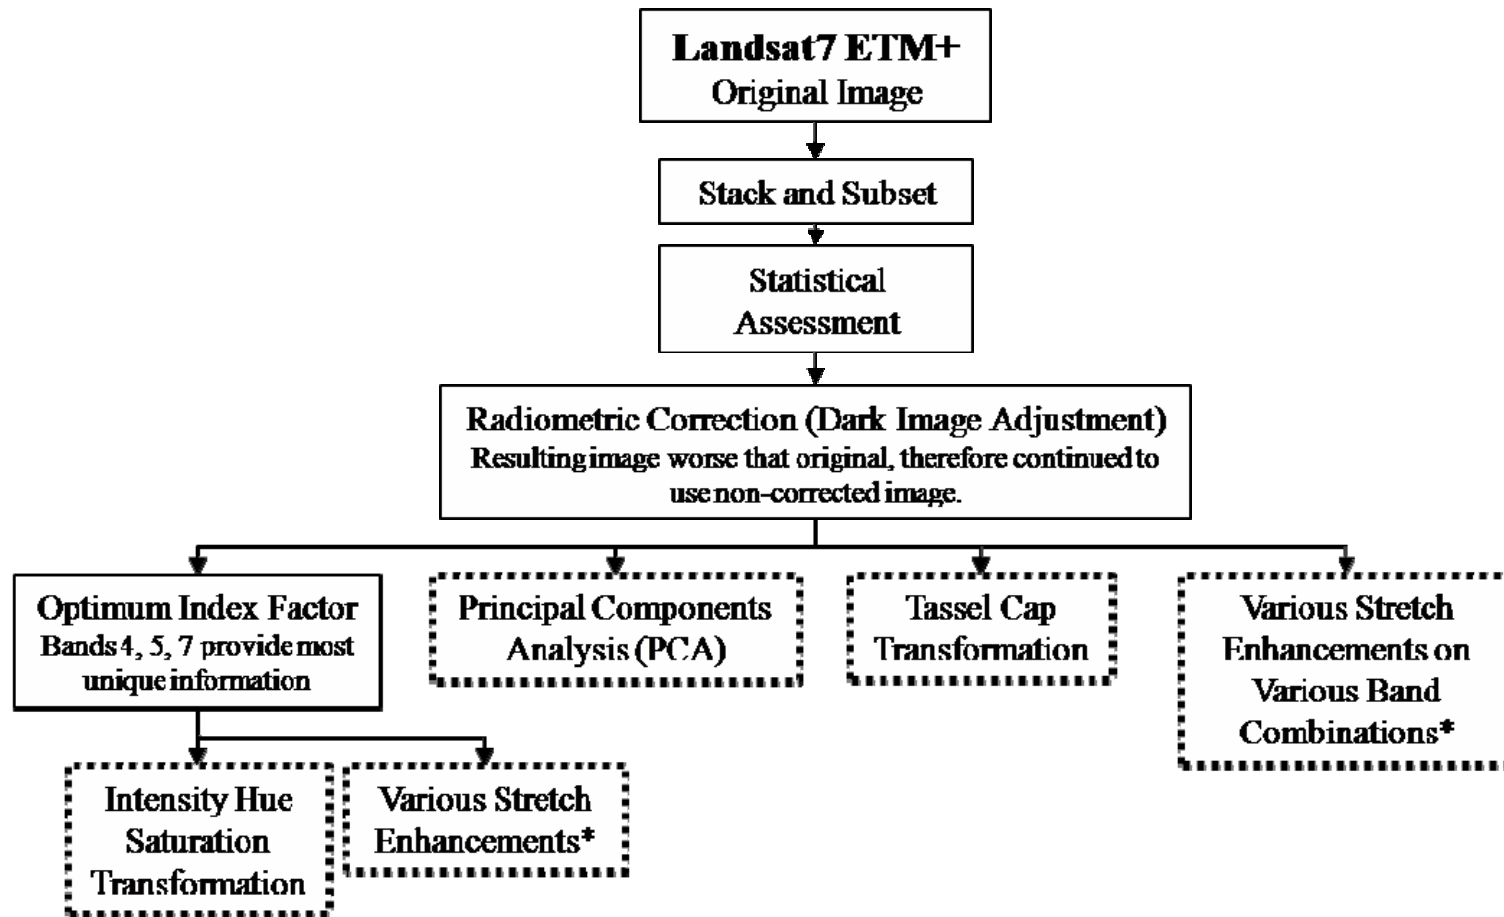 Landsat7 ETM+
Original Image
Stack and Subset
Statistical
Assessment
Radiometric Correction (Dark Image Adjustment)
Resulting image worse that original, therefore continued to
use non-corrected image.
Optimum Index Factor
Bands 4, 5, 7 provide most
unique information
Principal Components
Analysis (PCA)
Tassel Cap
Transformation
Various Stretch
Enhancements on
Various Band
Combinations*
Intensity Hue
Saturation
Transformation
Various Stretch
Enhancements*